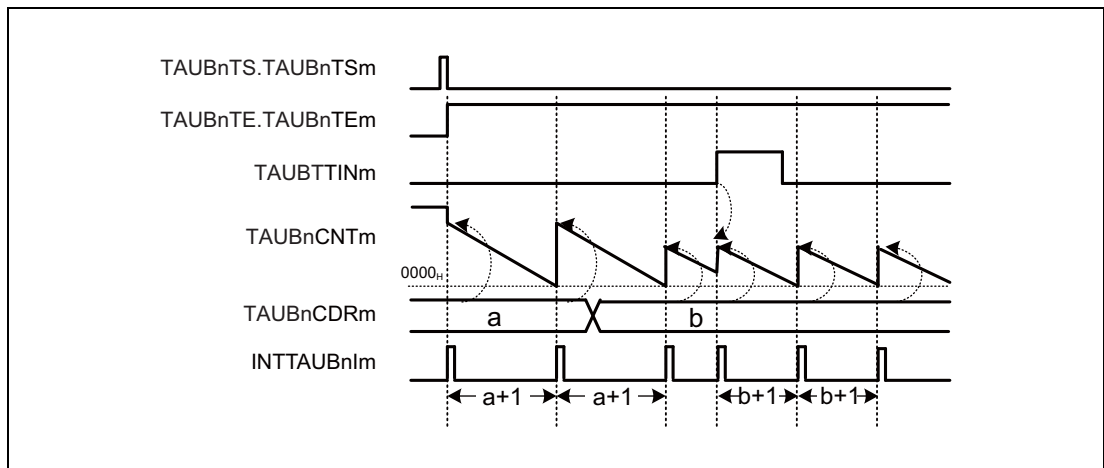 TAUBnTS.TAUBnTSm
TAUBnTE.TAUBnTEm
TAUBTTINm
TAUBnCNTm
0000H
TAUBnCDRm
a
b
INTTAUBnIm
a+1
a+1
b+1
b+1